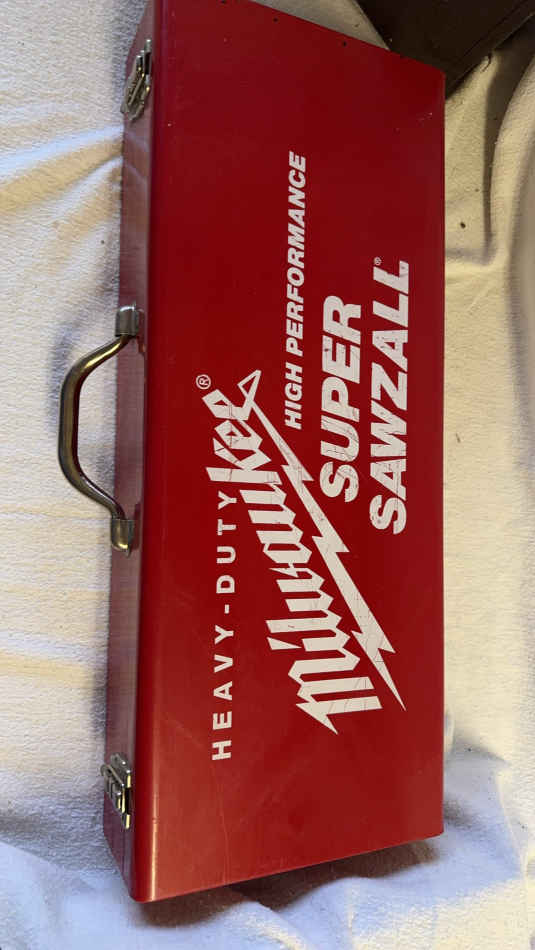 HEAVY-DUTY
Milwaukee®
HIGH PERFORMANCE
SUPER
SAWZALL®